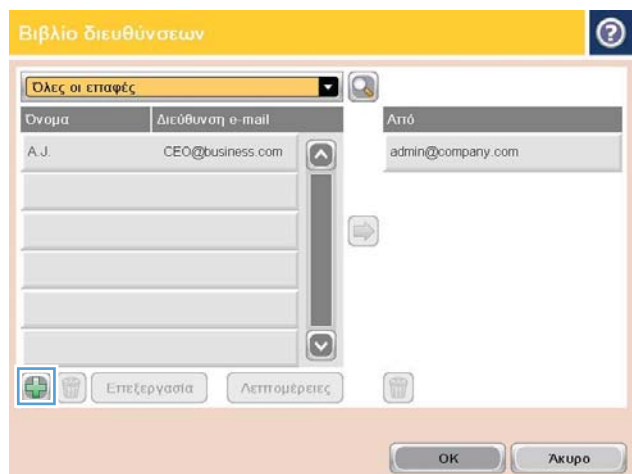 Βιβλίο διευθύνσεων
Όλες οι επαφές
Όνομα Διεύθυνση e-mail Από
A.J. CEO@business.com admin@company.com
Επεξεργασία Λεπτομέρειες
OK Άκυρο